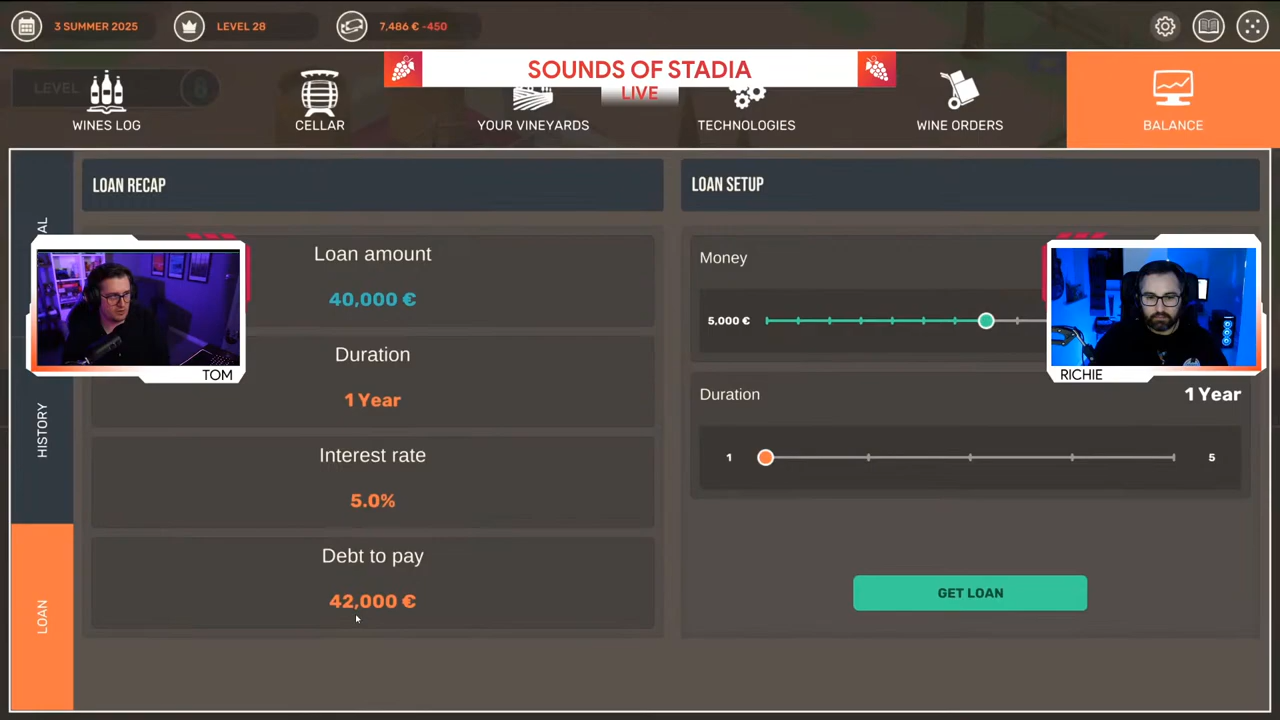 3 SUMMER 2025
LEVEL 28
7,486 € -450
SOUNDS OF STADIA
LIVE
LEVEL
WINES LOG
CELLAR
YOUR VINEYARDS
TECHNOLOGIES
WINE ORDERS
BALANCE
HISTORY
LOAN
LOAN RECAP
Loan amount
40,000 €
Duration
1 Year
Interest rate
5.0%
Debt to pay
42,000 €
LOAN SETUP
Money
5,000 €
Duration
1 Year
1
5
GET LOAN
TOM
RICHIE